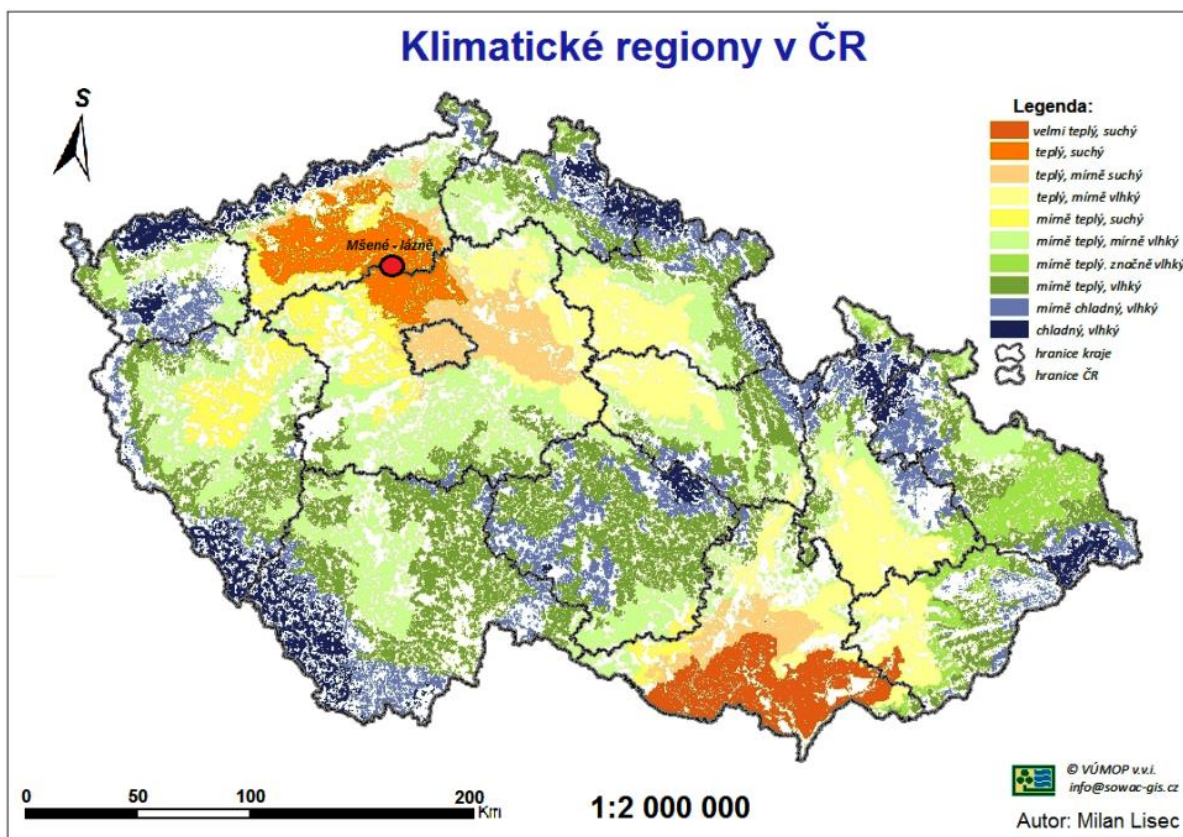 Klimatické regiony v ČR
S
Legenda:
velmi teplý, suchý
teplý, suchý
teplý, mírně suchý
teplý, mírně vlhký
mírně teplý, suchý
mírně teplý, mírně vlhký
mírně teplý, značně vlhký
mírně teplý, vlhký
mírně chladný, vlhký
chladný, vlhký
hranice kraje
hranice ČR
Mšené - lázně
0 50 100 200
Km
1:2 000 000
© VÚMOP v.v.i.
info@sowac-gis.cz
Autor: Milan Lisec